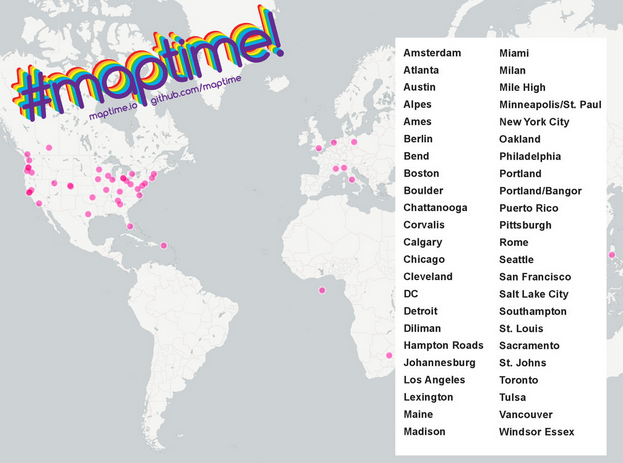 #maptime!
maptime.io github.com/maptime
Amsterdam
Atlanta
Austin
Alpes
Ames
Berlin
Bend
Boston
Boulder
Chattanooga
Corvalis
Calgary
Chicago
Cleveland
DC
Detroit
Diliman
Hampton Roads
Johannesburg
Los Angeles
Lexington
Maine
Madison
Miami
Milan
Mile High
Minneapolis/St. Paul
New York City
Oakland
Philadelphia
Portland
Portland/Bangor
Puerto Rico
Pittsburgh
Rome
Seattle
San Francisco
Salt Lake City
Southampton
St. Louis
Sacramento
St. Johns
Toronto
Tulsa
Vancouver
Windsor Essex